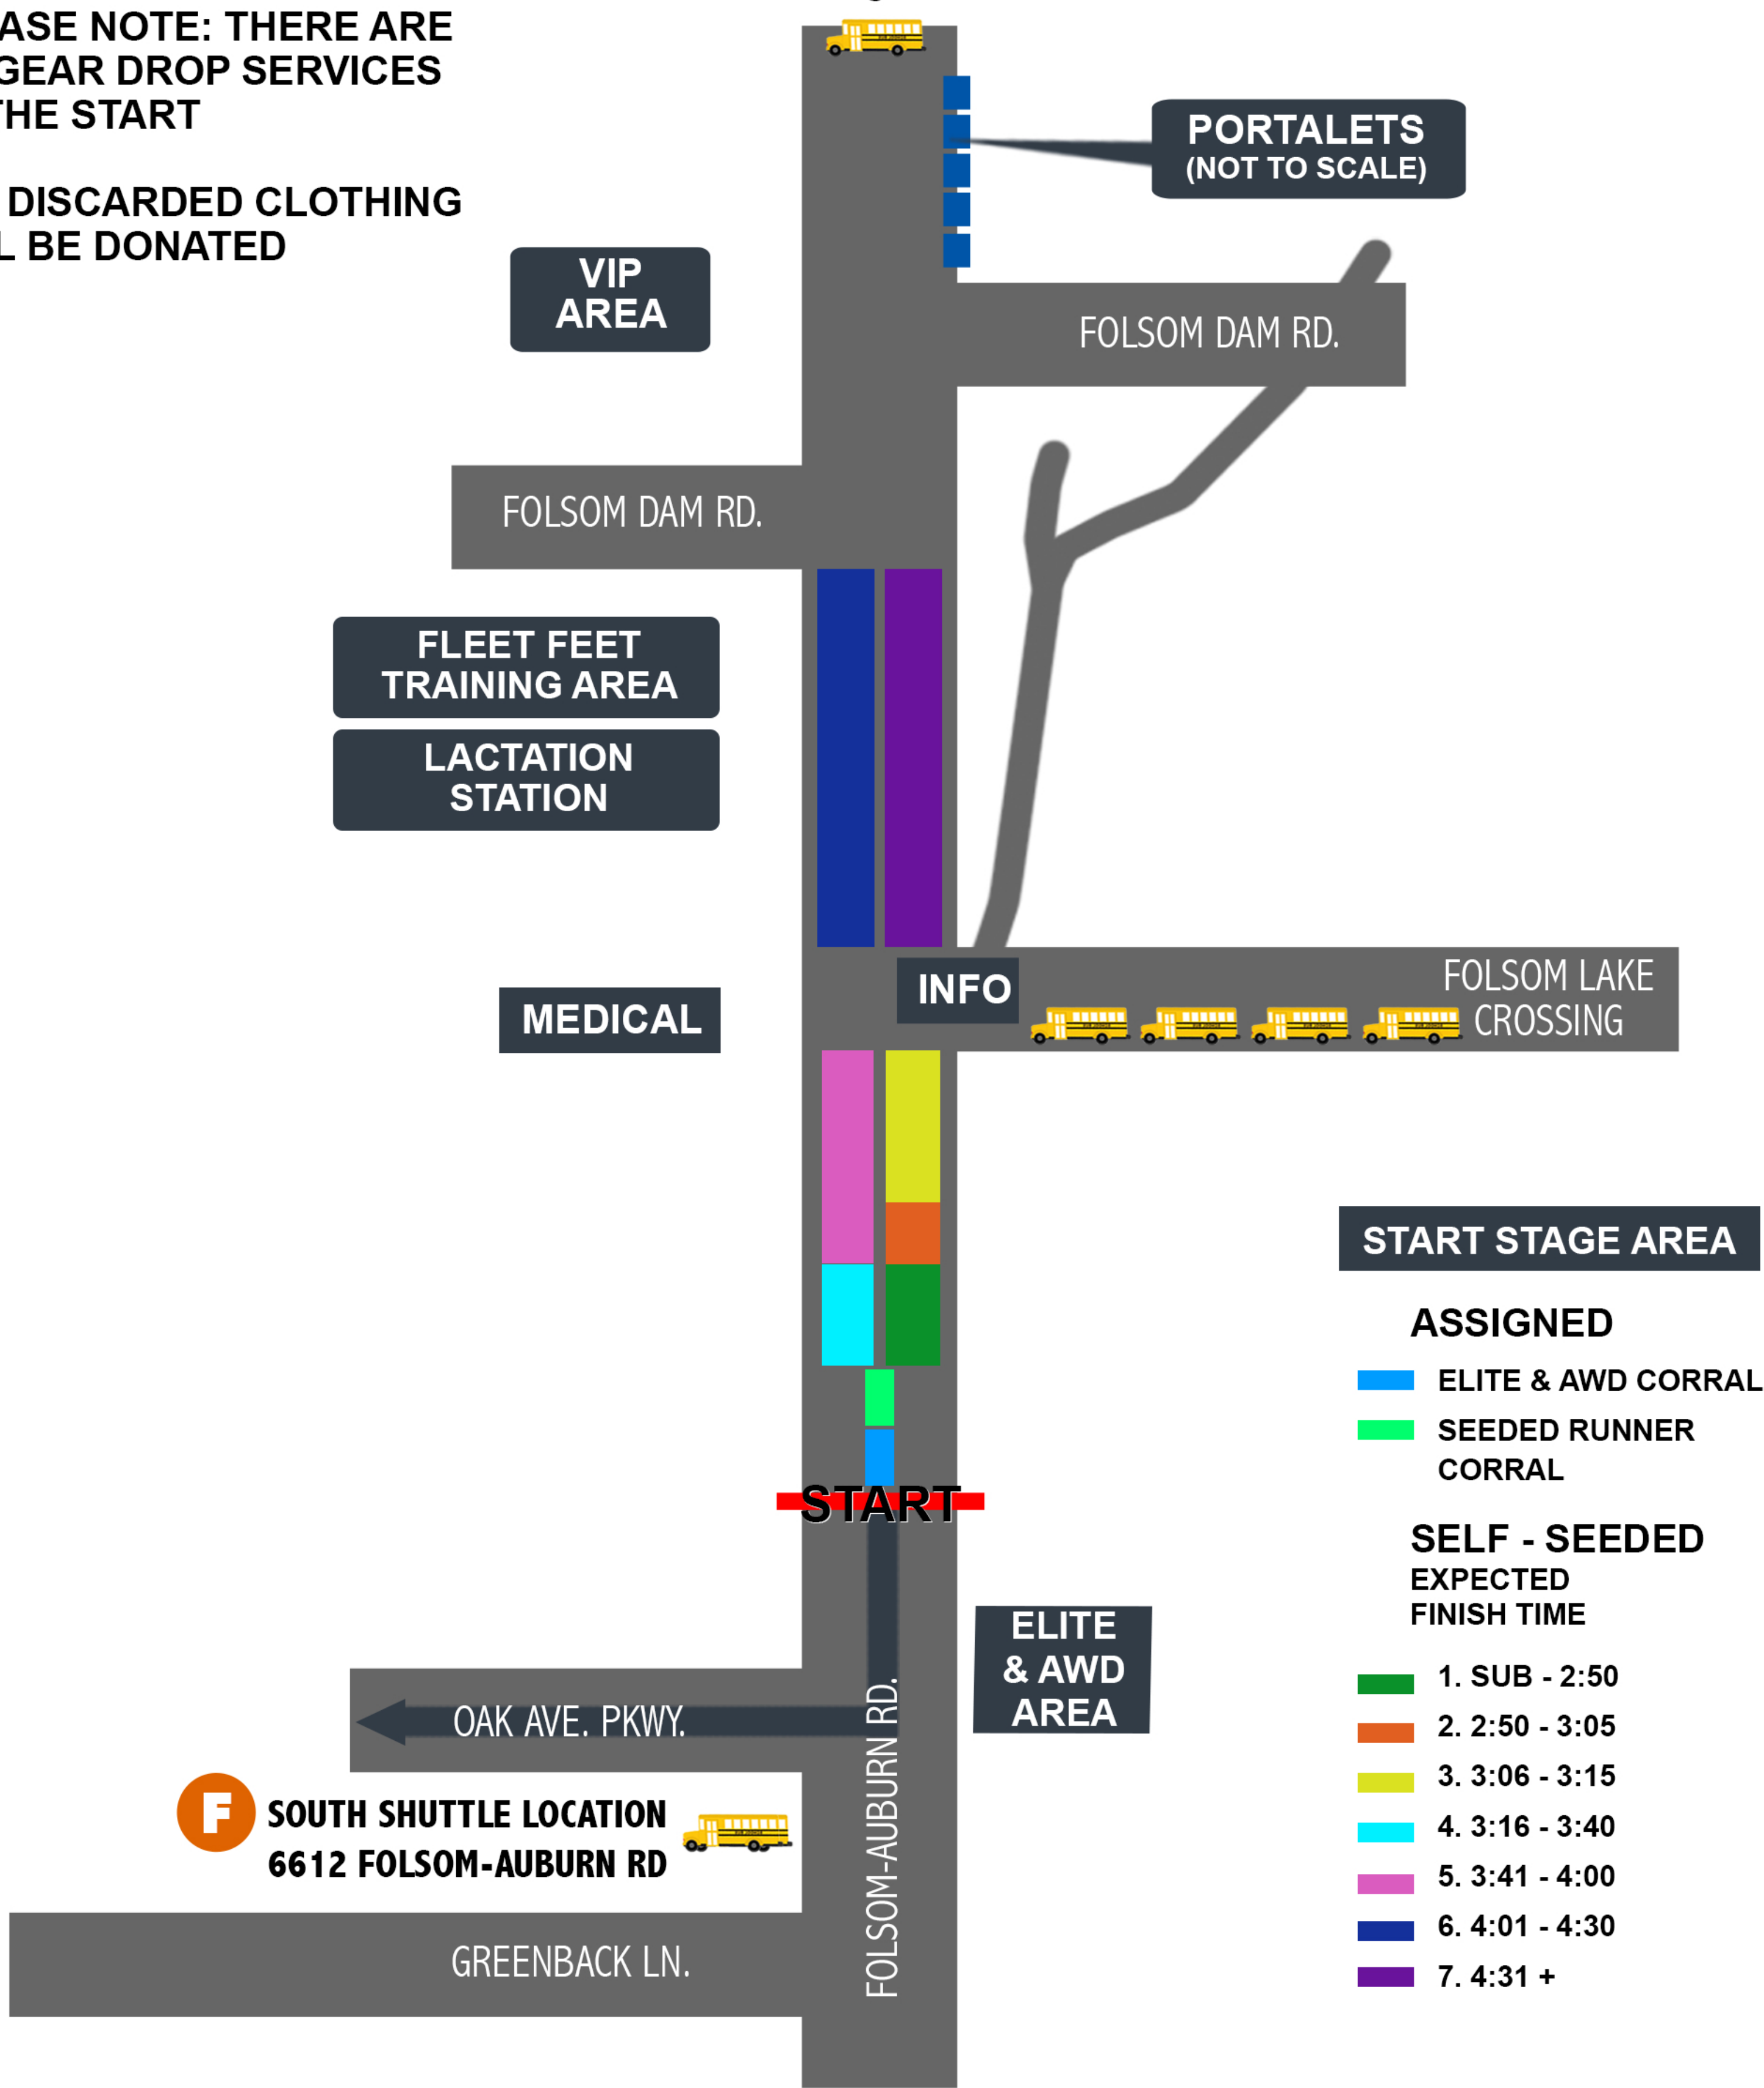 ASE NOTE: THERE ARE
GEAR DROP SERVICES
THE START
DISCARDED CLOTHING
L BE DONATED
PORTALETS
(NOT TO SCALE)
VIP
AREA
FOLSOM DAM RD.
FOLSOM DAM RD.
FLEET FEET
TRAINING AREA
LACTATION
STATION
INFO
FOLSOM LAKE
CROSSING
MEDICAL
START STAGE AREA
ASSIGNED
ELITE & AWD CORRAL
SEEDED RUNNER
CORRAL
START
SELF - SEEDED
EXPECTED
FINISH TIME
ELITE
& AWD
AREA
1. SUB - 2:50
2. 2:50 - 3:05
3. 3:06 - 3:15
4. 3:16 - 3:40
5. 3:41 - 4:00
6. 4:01 - 4:30
7. 4:31 +
OAK AVE. PKWY.
FOLSOM-AUBURN RD.
F
SOUTH SHUTTLE LOCATION
6612 FOLSOM-AUBURN RD
GREENBACK LN.